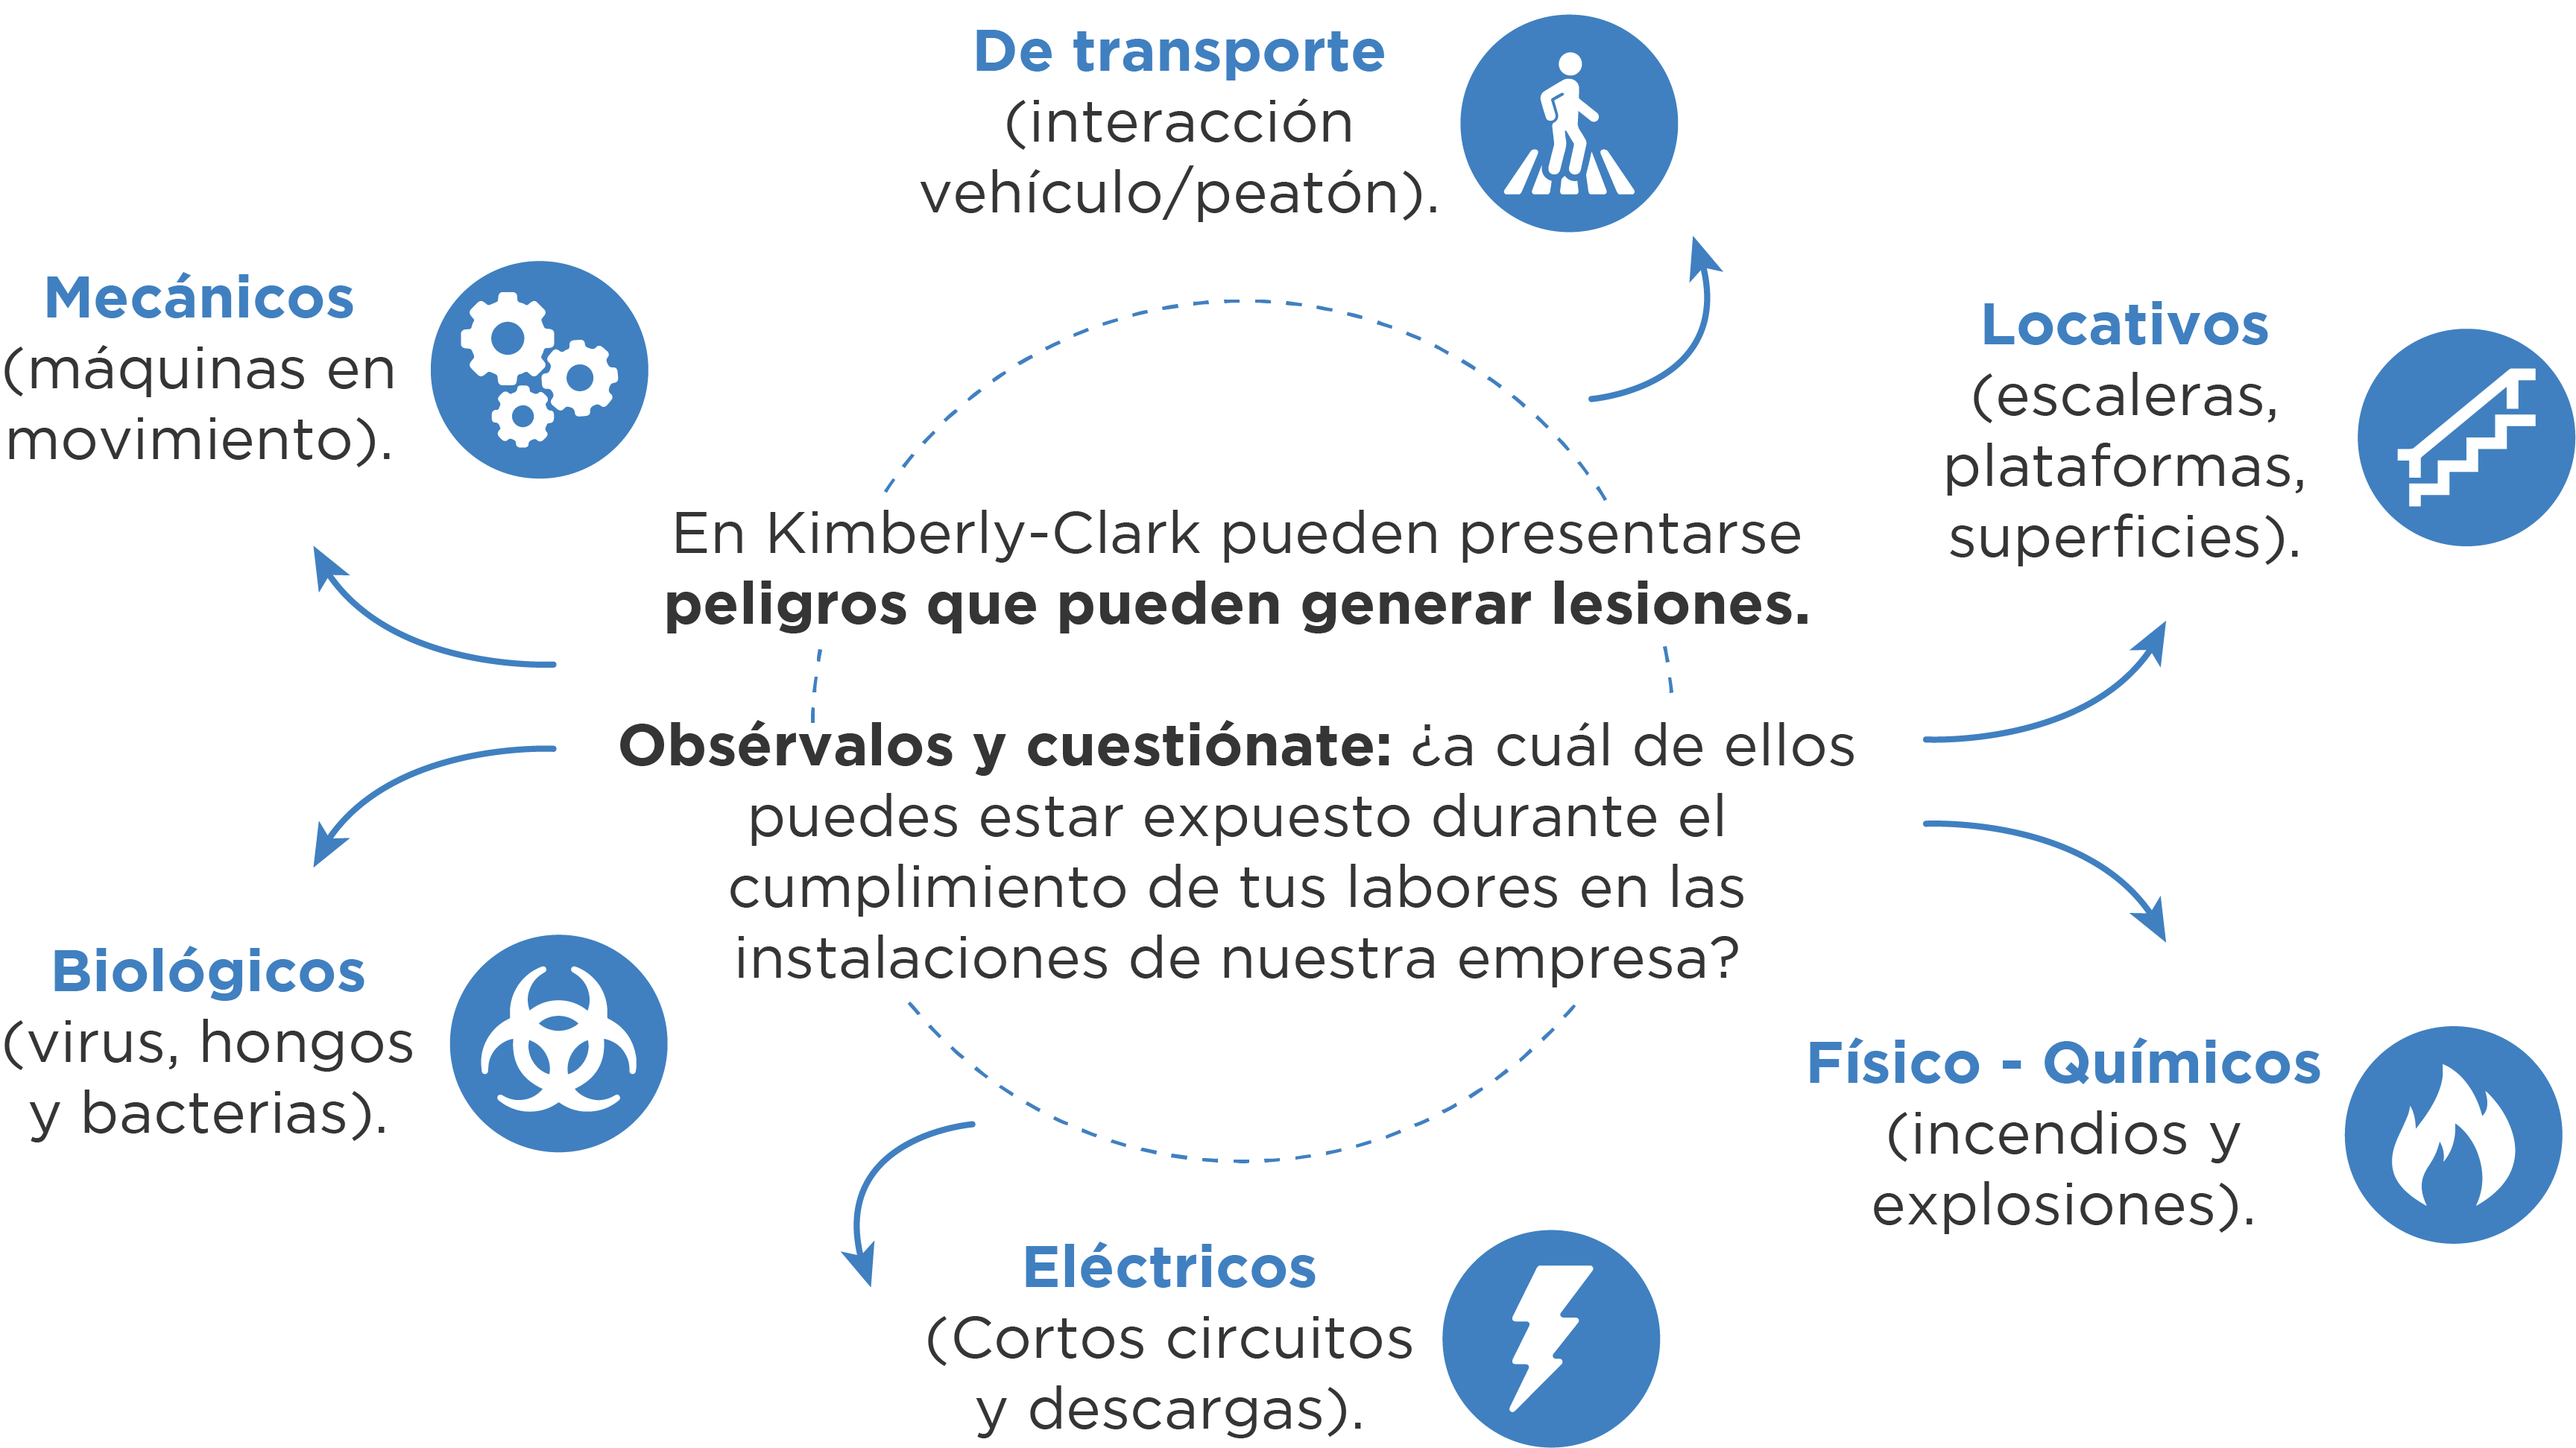 De transporte
(interacción
vehículo/peatón).
Mecánicos
(máquinas en
movimiento).
Locativos
(escaleras,
plataformas,
superficies).
En Kimberly-Clark pueden presentarse
peligros que pueden generar lesiones.
Obsérvalos y cuestiónate: ¿a cuál de ellos
puedes estar expuesto durante el
cumplimiento de tus labores en las
instalaciones de nuestra empresa?
Biológicos
(virus, hongos
y bacterias).
Físico - Químicos
(incendios y
explosiones).
Eléctricos
(Cortos circuitos
y descargas).